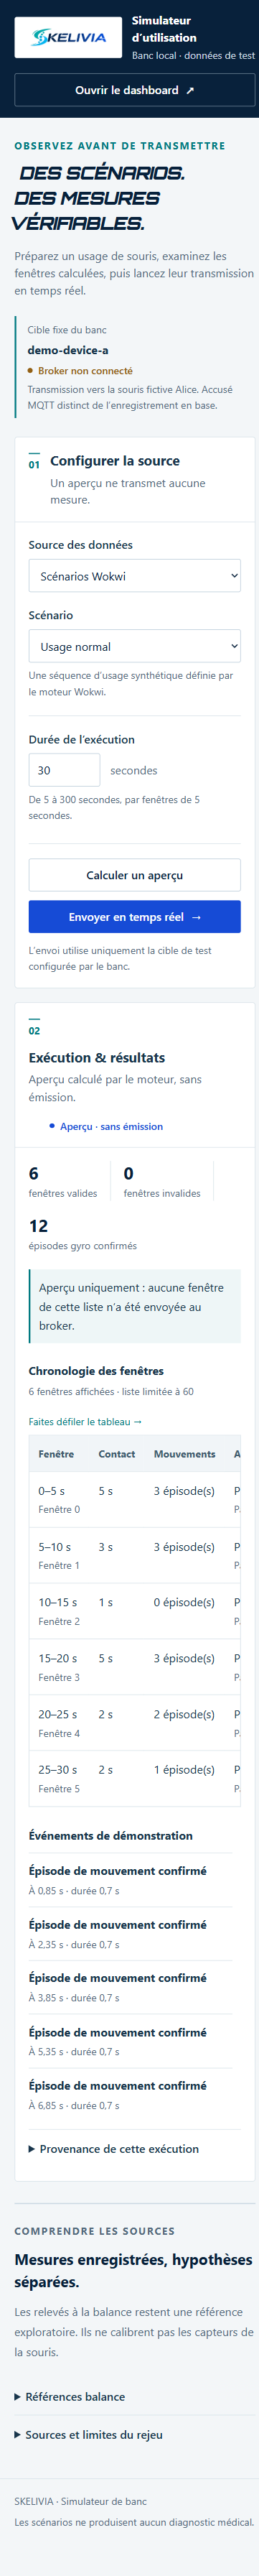 SKELIVIA
Simulateur
d'utilisation
Banc local · données de test
Ouvrir le dashboard ↗
OBSERVEZ AVANT DE TRANSMETTRE
DES SCÉNARIOS.
DES MESURES
VÉRIFIABLES.
Préparez un usage de souris, examinez les
fenêtres calculées, puis lancez leur transmission
en temps réel.
Cible fixe du banc
demo-device-a
Broker non connecté
Transmission vers la souris fictive Alice. Accusé
MQTT distinct de l'enregistrement en base.
01
Configurer la source
Un aperçu ne transmet aucune
mesure.
Source des données
Scénarios Wokwi
Scénario
Usage normal
Une séquence d'usage synthétique définie par
le moteur Wokwi.
Durée de l'exécution
30 secondes
De 5 à 300 secondes, par fenêtres de 5
secondes.
Calculer un aperçu
Envoyer en temps réel →
L'envoi utilise uniquement la cible de test
configurée par le banc.
02
Exécution & résultats
Aperçu calculé par le moteur, sans
émission.
Aperçu · sans émission
6 0
fenêtres valides fenêtres invalides
12
épisodes gyro confirmés
Aperçu uniquement : aucune fenêtre
de cette liste n'a été envoyée au
broker.
Chronologie des fenêtres
6 fenêtres affichées · liste limitée à 60
Faites défiler le tableau →
Fenêtre Contact Mouvements A
0–5 s 5 s 3 épisode(s) P
Fenêtre 0
5–10 s 3 s 3 épisode(s) P
Fenêtre 1
10–15 s 1 s 0 épisode(s) P
Fenêtre 2
15–20 s 5 s 3 épisode(s) P
Fenêtre 3
20–25 s 2 s 2 épisode(s) P
Fenêtre 4
25–30 s 2 s 1 épisode(s) P
Fenêtre 5
Événements de démonstration
Épisode de mouvement confirmé
À 0,85 s · durée 0,7 s
Épisode de mouvement confirmé
À 2,35 s · durée 0,7 s
Épisode de mouvement confirmé
À 3,85 s · durée 0,7 s
Épisode de mouvement confirmé
À 5,35 s · durée 0,7 s
Épisode de mouvement confirmé
À 6,85 s · durée 0,7 s
Provenance de cette exécution
COMPRENDRE LES SOURCES
Mesures enregistrées, hypothèses
séparées.
Les relevés à la balance restent une référence
exploratoire. Ils ne calibrent pas les capteurs de
la souris.
Références balance
Sources et limites du rejeu
SKELIVIA · Simulateur de banc
Les scénarios ne produisent aucun diagnostic médical.